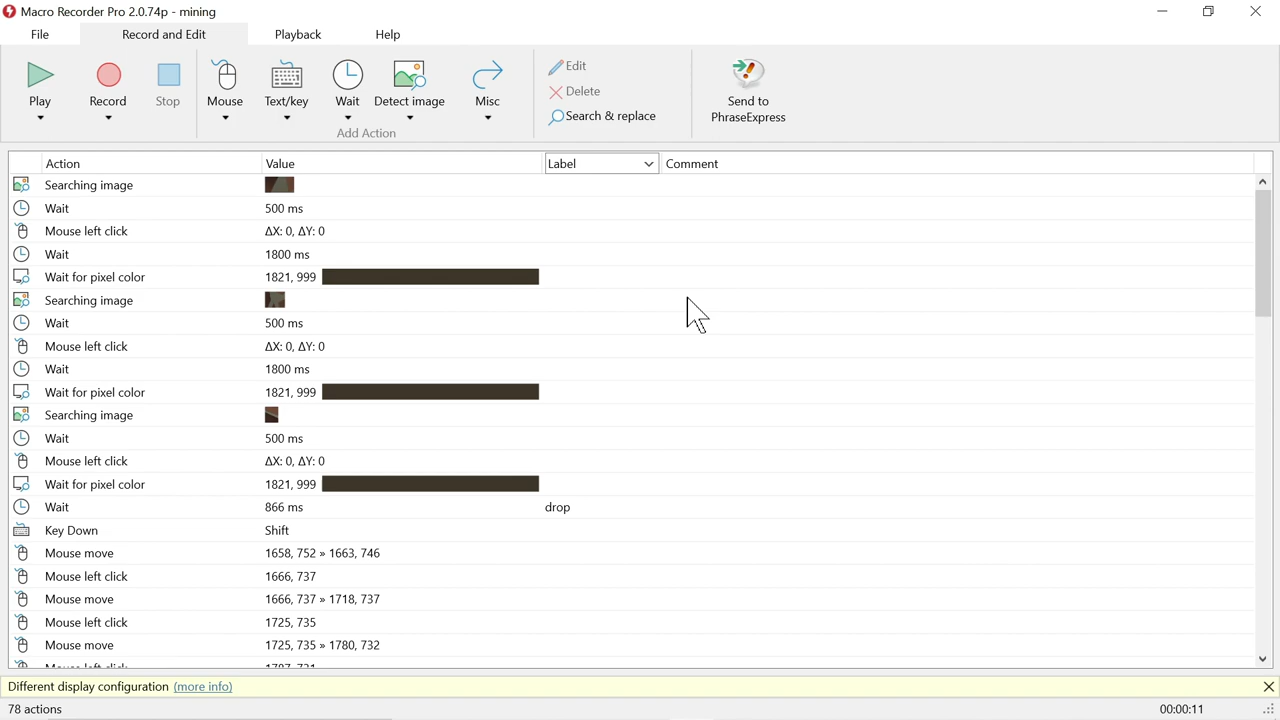 Macro Recorder Pro 2.0.74p - mining
File Record and Edit Playback Help
Play Record Stop Mouse Text/key Wait Detect image Misc
Add Action
Edit
Delete
Search & replace
Send to
PhraseExpress
Action Value Label Comment
Searching image
Wait 500 ms
Mouse left click ΔX: 0, ΔY: 0
Wait 1800 ms
Wait for pixel color 1821, 999
Searching image
Wait 500 ms
Mouse left click ΔX: 0, ΔY: 0
Wait 1800 ms
Wait for pixel color 1821, 999
Searching image
Wait 500 ms
Mouse left click ΔX: 0, ΔY: 0
Wait for pixel color 1821, 999
Wait 866 ms drop
Key Down Shift
Mouse move 1658, 752 » 1663, 746
Mouse left click 1666, 737
Mouse move 1666, 737 » 1718, 737
Mouse left click 1725, 735
Mouse move 1725, 735 » 1780, 732
Mouse left click 1787, 731
Different display configuration (more info)
78 actions 00:00:11